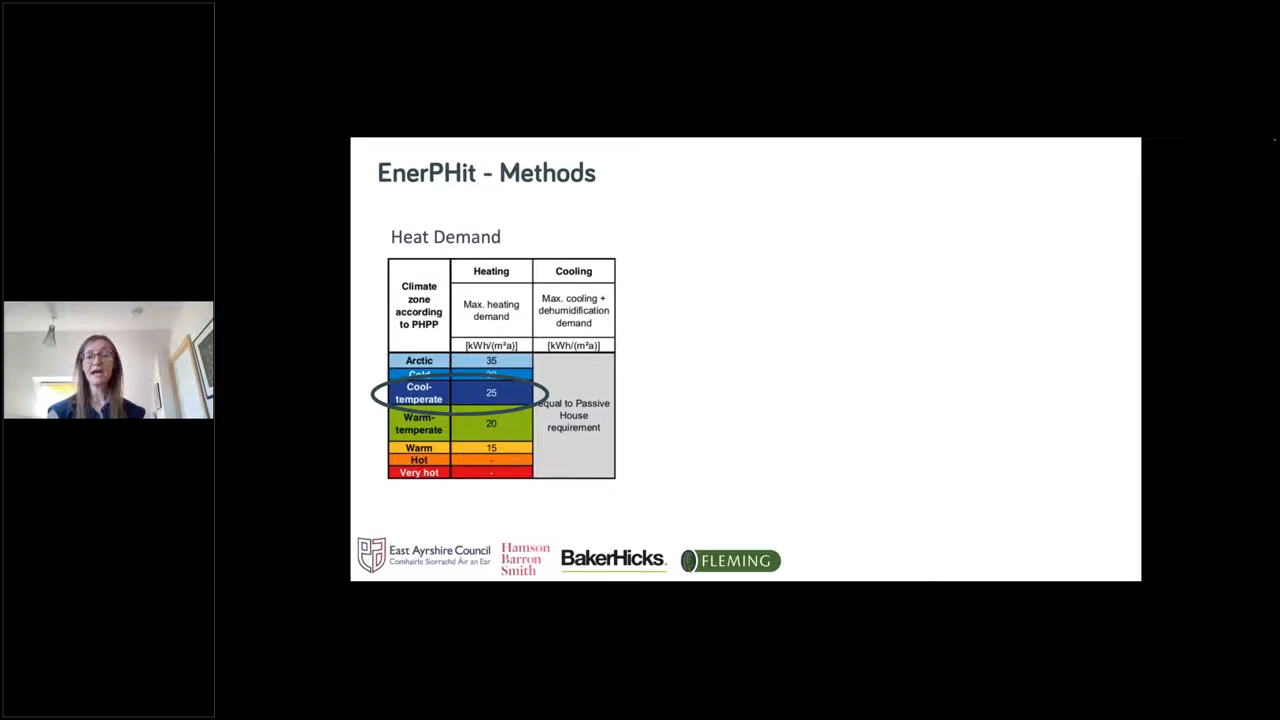 EnerPHit - Methods
Heat Demand
Climate
zone
according
to PHPP
Heating
Cooling
Max. heating
demand
Max. cooling +
dehumidification
demand
[kWh/(m²a)]
[kWh/(m²a)]
Arctic
35
Cold
30
Cool-
temperate
25
Warm-
temperate
20
Warm
15
Hot
-
Very hot
-
equal to Passive
House
requirement
East Ayrshire Council
Comhairle Siorrachd Àir an Ear
Hamson
Barron
Smith
BakerHicks.
FLEMING